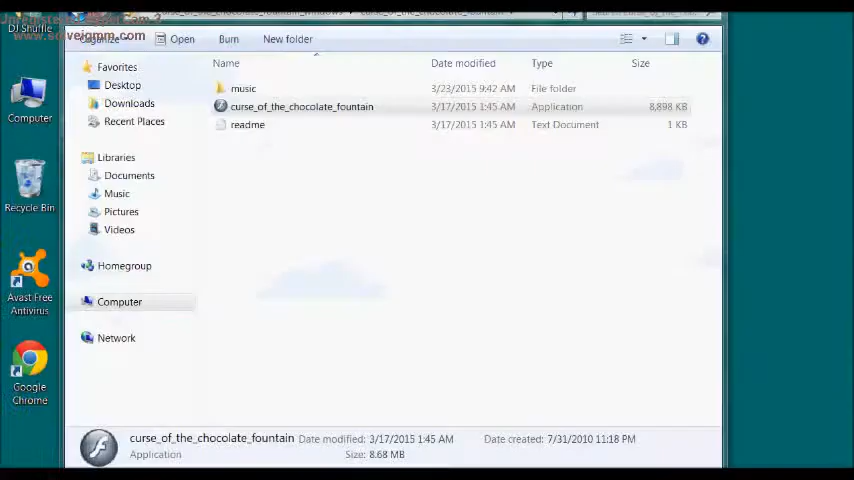 DJ Shuffle
www.solveigmm.com
Organize
Open
Burn
New folder
Name
Date modified
Type
Size
Favorites
Desktop
Downloads
Recent Places
Libraries
Documents
Music
Pictures
Videos
Homegroup
Computer
Network
music 3/23/2015 9:42 AM File folder
curse_of_the_chocolate_fountain 3/17/2015 1:45 AM Application 8,898 KB
readme 3/17/2015 1:45 AM Text Document 1 KB
Computer
Recycle Bin
Avast Free
Antivirus
Google
Chrome
curse_of_the_chocolate_fountain Date modified: 3/17/2015 1:45 AM Date created: 7/31/2010 11:18 PM
Application Size: 8.68 MB